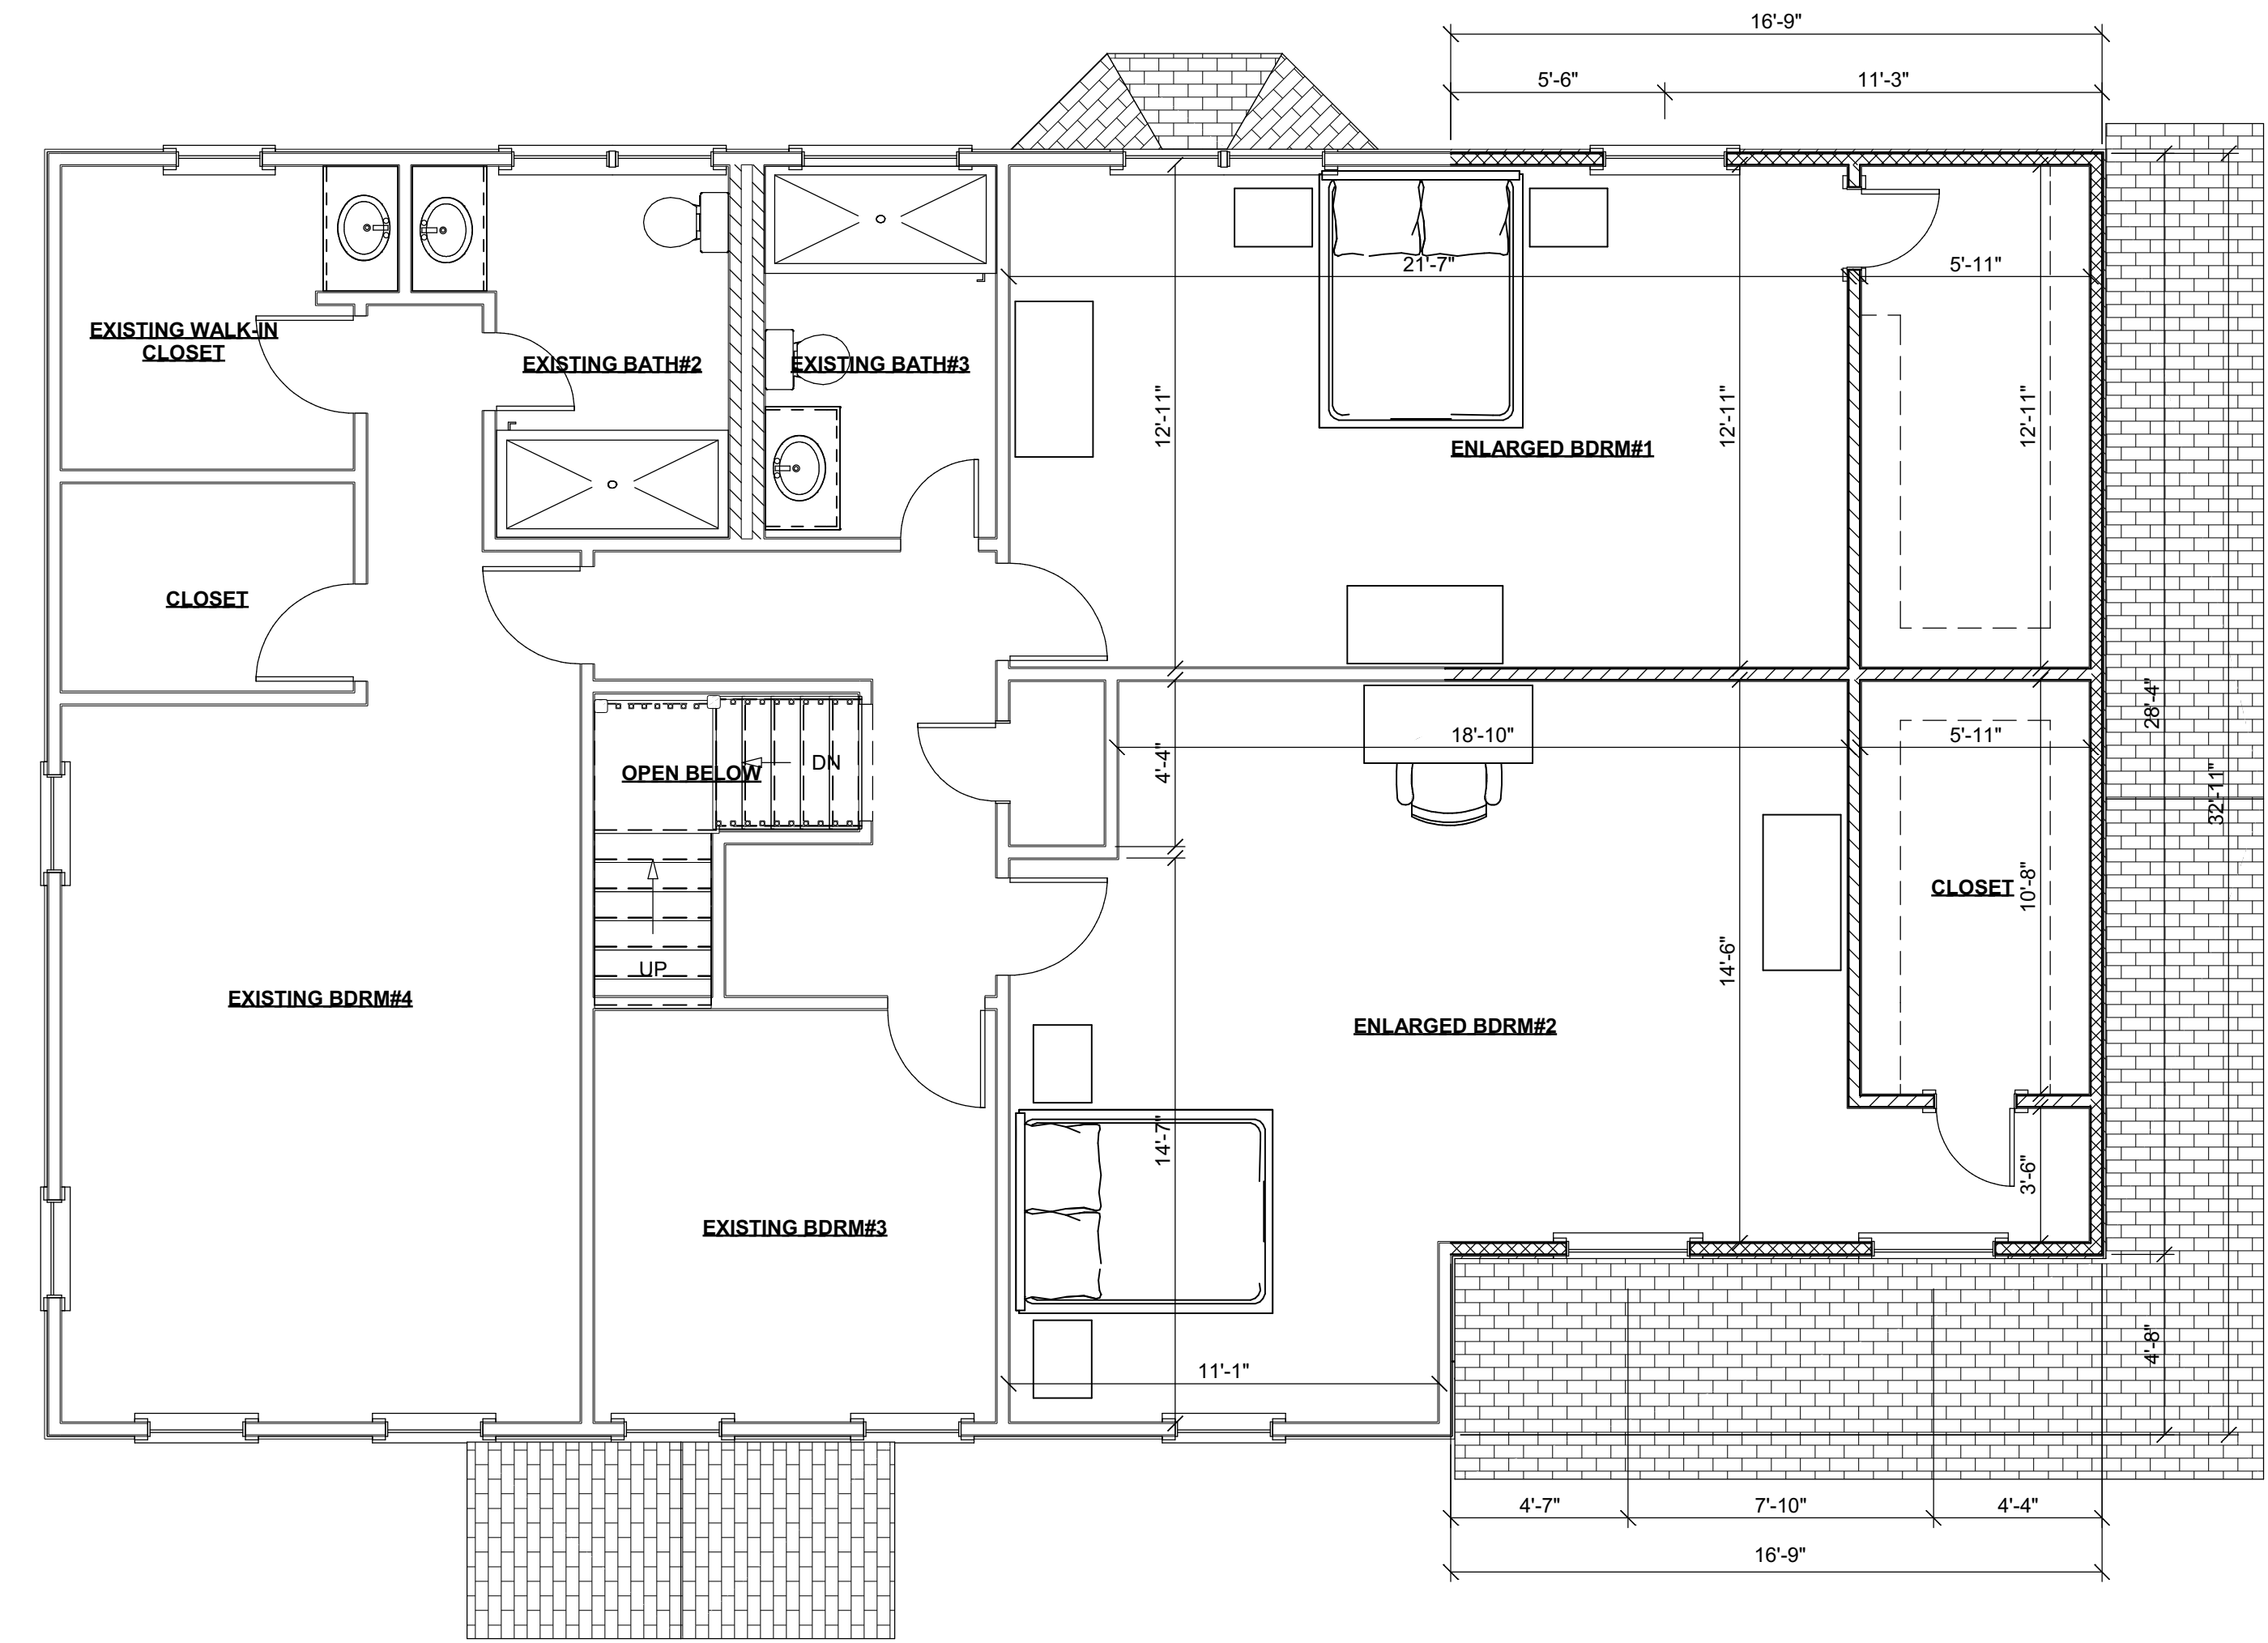 16'-9"
5'-6"
11'-3"
21'-7"
5'-11"
EXISTING WALK-IN
CLOSET
EXISTING BATH#2
EXISTING BATH#3
12'-11"
12'-11"
12'-11"
ENLARGED BDRM#1
CLOSET
28'-4"
18'-10"
5'-11"
4'-4"
OPEN BELOW
DN
32'-11"
10'-8"
CLOSET
UP
14'-6"
EXISTING BDRM#4
ENLARGED BDRM#2
14'-7"
3'-6"
EXISTING BDRM#3
4'-8"
11'-1"
4'-7"
7'-10"
4'-4"
16'-9"